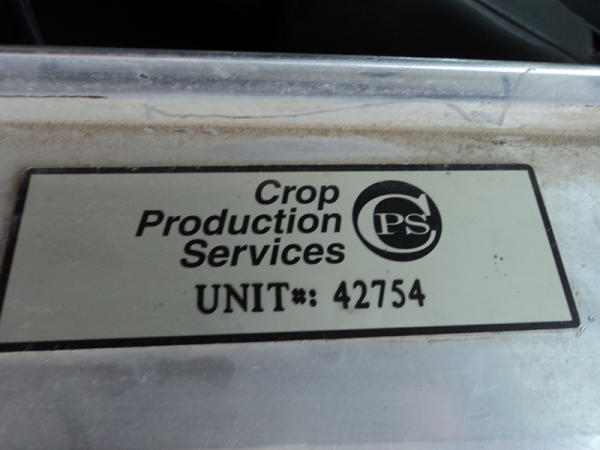 Crop
Production
Services
CPS
UNIT#: 42754